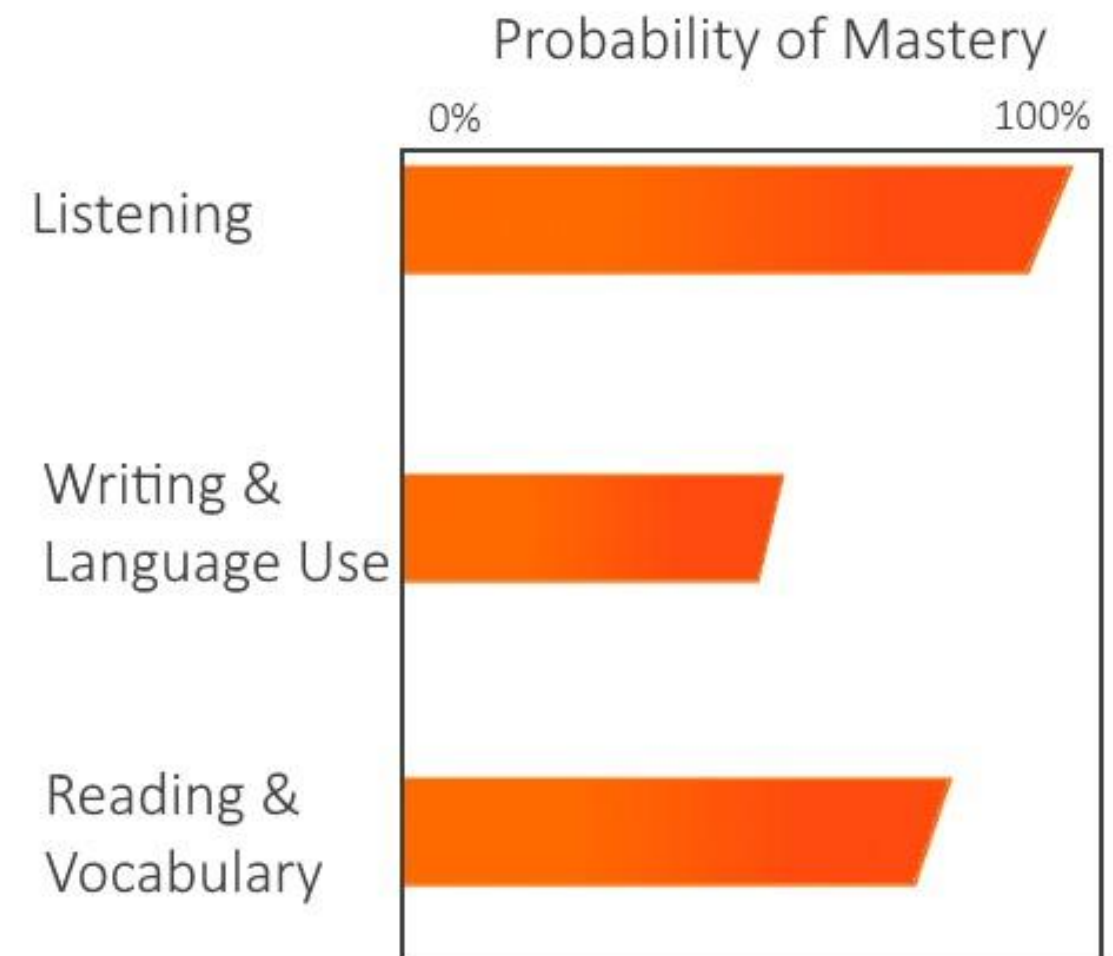 Probability of Mastery
0% 100%
Listening
Writing &
Language Use
Reading &
Vocabulary